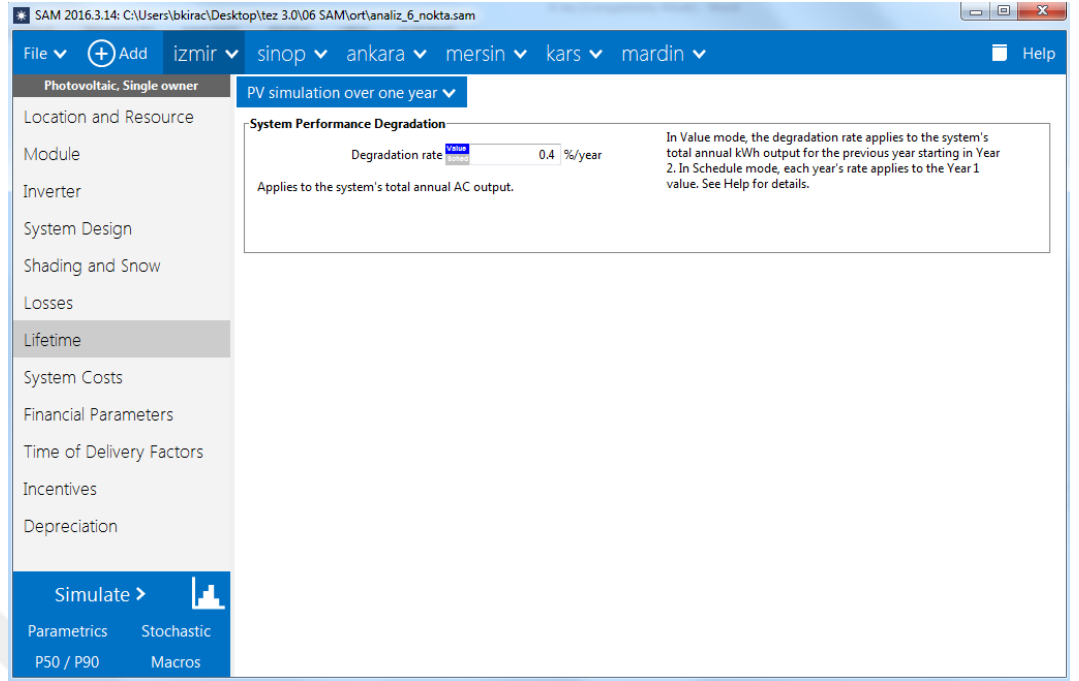 SAM 2016.3.14: C:\Users\bkirac\Desktop\tez 3.0\06 SAM\ort\analiz_6_nokta.sam
File Add izmir sinop ankara mersin kars mardin Help
Photovoltaic, Single owner
Location and Resource
Module
Inverter
System Design
Shading and Snow
Losses
Lifetime
System Costs
Financial Parameters
Time of Delivery Factors
Incentives
Depreciation
Simulate >
Parametrics Stochastic
P50 / P90 Macros
PV simulation over one year
System Performance Degradation
Degradation rate Value Sched 0.4 %/year
Applies to the system's total annual AC output.
In Value mode, the degradation rate applies to the system's
total annual kWh output for the previous year starting in Year
2. In Schedule mode, each year's rate applies to the Year 1
value. See Help for details.